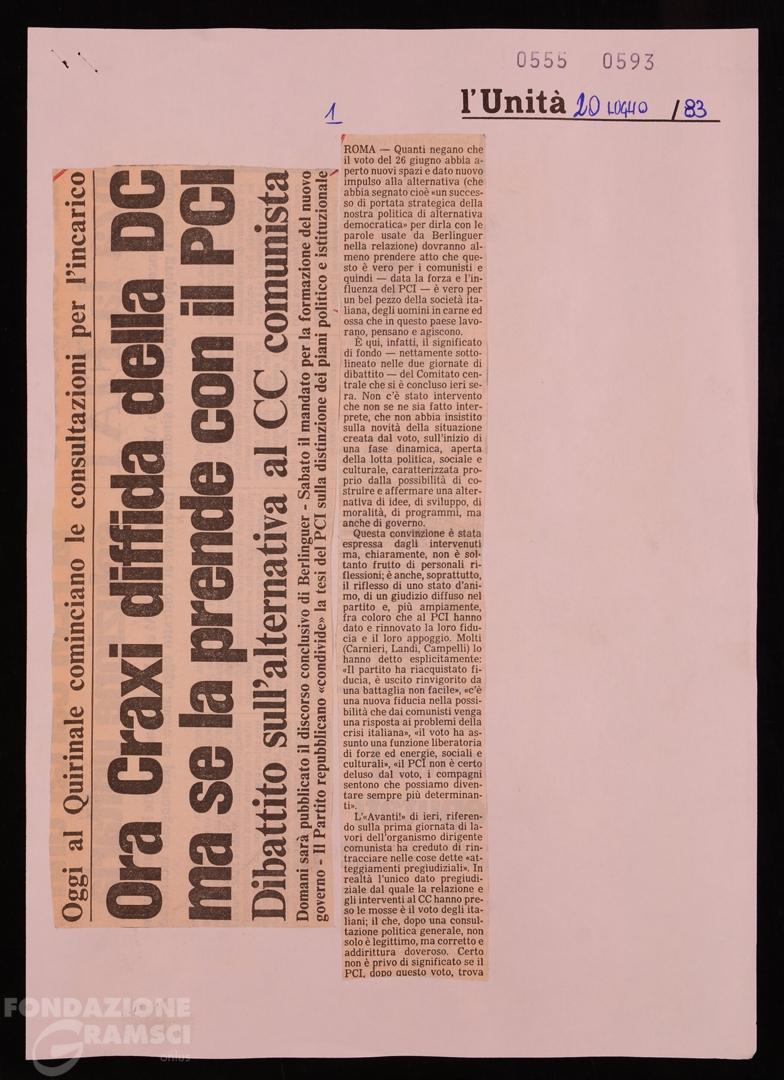 0555 0593
l'Unità 20 LUGLIO /83
1
Oggi al Quirinale cominciano le consultazioni per l'incarico
Ora Craxi diffida della DC
ma se la prende con il PCI
Dibattito sull'alternativa al CC comunista
Domani sarà pubblicato il discorso conclusivo di Berlinguer - Sabato il mandato per la formazione del nuovo
governo - Il Partito repubblicano «condivide» la tesi del PCI sulla distinzione dei piani politico e istituzionale
ROMA — Quanti negano che
il voto del 26 giugno abbia a-
perto nuovi spazi e dato nuovo
impulso alla alternativa (che
abbia segnato cioè «un succes-
so di portata strategica della
nostra politica di alternativa
democratica» per dirla con le
parole usate da Berlinguer
nella relazione) dovranno al-
meno prendere atto che que-
sto è vero per i comunisti e
quindi — data la forza e l'in-
fluenza del PCI — è vero per
un bel pezzo della società ita-
liana, degli uomini in carne ed
ossa che in questo paese lavo-
rano, pensano e agiscono.
È qui, infatti, il significato
di fondo — nettamente sotto-
lineato nelle due giornate di
dibattito — del Comitato cen-
trale che si è concluso ieri se-
ra. Non c'è stato intervento
che non se ne sia fatto inter-
prete, che non abbia insistito
sulla novità della situazione
creata dal voto, sull'inizio di
una fase dinamica, aperta
della lotta politica, sociale e
culturale, caratterizzata pro-
prio dalla possibilità di co-
struire e affermare una alter-
nativa di idee, di sviluppo, di
moralità, di programmi, ma
anche di governo.
Questa convinzione è stata
espressa dagli intervenuti
ma, chiaramente, non è sol-
tanto frutto di personali ri-
flessioni; è anche, soprattutto,
il riflesso di uno stato d'ani-
mo, di un giudizio diffuso nel
partito e, più ampiamente,
fra coloro che al PCI hanno
dato e rinnovato la loro fidu-
cia e il loro appoggio. Molti
(Carnieri, Landi, Campelli) lo
hanno detto esplicitamente:
«Il partito ha riacquistato fi-
ducia, è uscito rinvigorito da
una battaglia non facile», «c'è
una nuova fiducia nella possi-
bilità che dai comunisti venga
una risposta ai problemi della
crisi italiana», «il voto ha as-
sunto una funzione liberatoria
di forze ed energie, sociali e
culturali», «il PCI non è certo
deluso dal voto, i compagni
sentono che possiamo diven-
tare sempre più determinan-
ti».
L'«Avanti!» di ieri, riferen-
do sulla prima giornata di la-
vori dell'organismo dirigente
comunista ha creduto di rin-
tracciare nelle cose dette «at-
teggiamenti pregiudiziali». In
realtà l'unico dato pregiudi-
ziale dal quale la relazione e
gli interventi al CC hanno pre-
so le mosse è il voto degli ita-
liani; il che, dopo una consul-
tazione politica generale, non
solo è legittimo, ma corretto e
addirittura doveroso. Certo
non è privo di significato se il
PCI, dopo questo voto, trova
FONDAZIONE
GRAMSCI
onlus